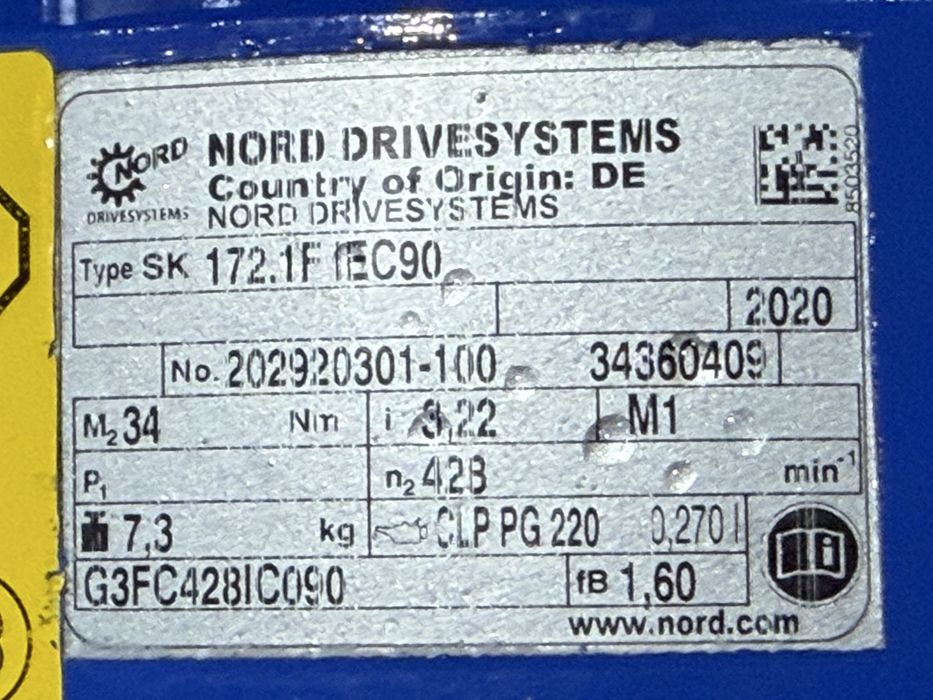 NORD DRIVESYSTEMS
NORD DRIVESYSTEMS
Country of Origin: DE
NORD DRIVESYSTEMS
8503520
Type SK 172.1F IEC90
2020
No. 202920301-100 34360409
M2 34 Nm i 3,22 M1
P1 n2 428 min-1
7,3 kg CLP PG 220 0,270 l
G3FC428IC090 fB 1,60
www.nord.com